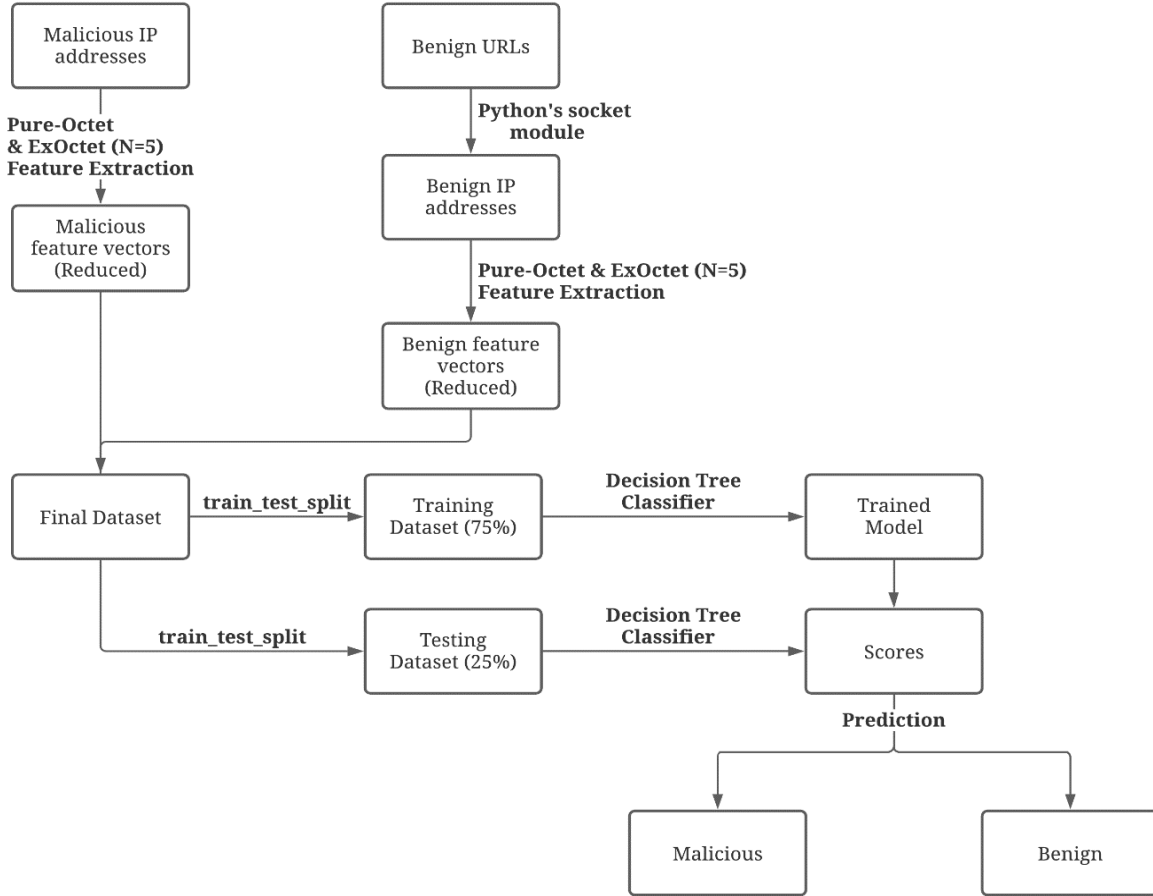 Malicious IP
addresses
Benign URLs
Pure-Octet
& ExOctet (N=5)
Feature Extraction
Python's socket
module
Benign IP
addresses
Malicious
feature vectors
(Reduced)
Pure-Octet & ExOctet (N=5)
Feature Extraction
Benign feature
vectors
(Reduced)
Final Dataset
train_test_split
Training
Dataset (75%)
Decision Tree
Classifier
Trained
Model
train_test_split
Testing
Dataset (25%)
Decision Tree
Classifier
Scores
Prediction
Malicious
Benign